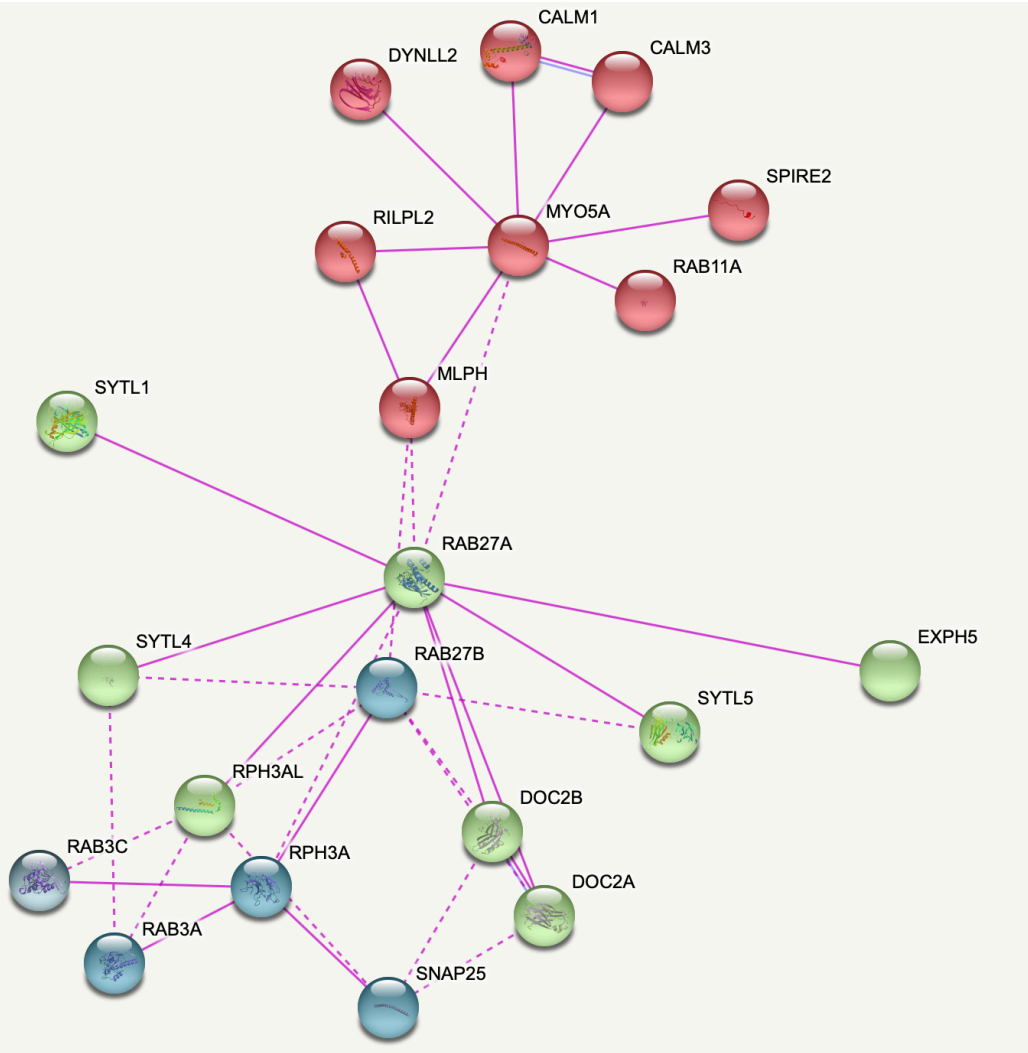 CALM1
CALM3
DYNLL2
SPIRE2
MYO5A
RILPL2
RAB11A
MLPH
SYTL1
RAB27A
EXPH5
SYTL4
RAB27B
SYTL5
RPH3AL
DOC2B
RAB3C
RPH3A
DOC2A
RAB3A
SNAP25